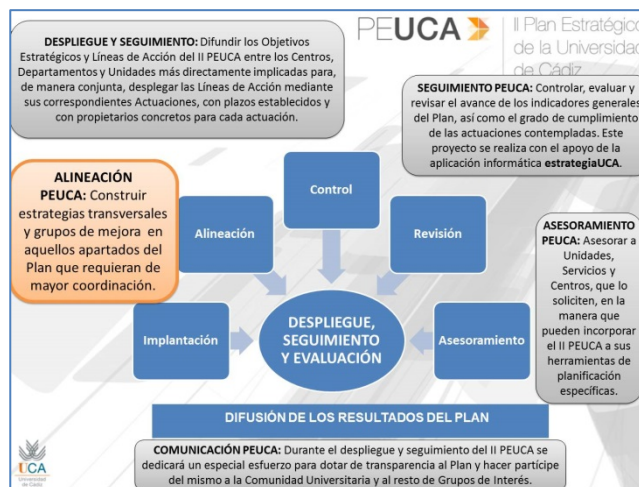 PEUCA
II Plan Estratégico
de la Universidad
de Cádiz
DESPLIEGUE Y SEGUIMIENTO: Difundir los Objetivos
Estratégicos y Líneas de Acción del II PEUCA entre los Centros,
Departamentos y Unidades más directamente implicadas para,
de manera conjunta, desplegar las Líneas de Acción mediante
sus correspondientes Actuaciones, con plazos establecidos y
con propietarios concretos para cada actuación.
SEGUIMIENTO PEUCA: Controlar, evaluar y
revisar el avance de los indicadores generales
del Plan, así como el grado de cumplimiento
de las actuaciones contempladas. Este
proyecto se realiza con el apoyo de la
aplicación informática estrategiaUCA.
ALINEACIÓN
PEUCA: Construir
estrategias transversales
y grupos de mejora en
aquellos apartados del
Plan que requieran de
mayor coordinación.
Control
Alineación
Revisión
Implantación
Asesoramiento
DESPLIEGUE,
SEGUIMIENTO
Y EVALUACIÓN
ASESORAMIENTO
PEUCA: Asesorar a
Unidades,
Servicios y
Centros, que lo
soliciten, en la
manera que
pueden incorporar
el II PEUCA a sus
herramientas de
planificación
específicas.
DIFUSIÓN DE LOS RESULTADOS DEL PLAN
COMUNICACIÓN PEUCA: Durante el despliegue y seguimiento del II PEUCA se
dedicará un especial esfuerzo para dotar de transparencia al Plan y hacer partícipe
del mismo a la Comunidad Universitaria y al resto de Grupos de Interés.
UCA
Universidad
de Cádiz